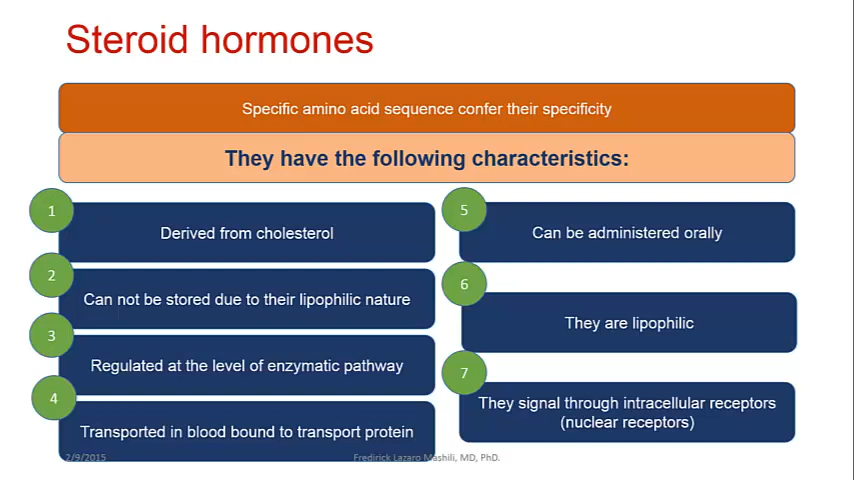 Steroid hormones
Specific amino acid sequence confer their specificity
They have the following characteristics:
1
Derived from cholesterol
2
Can not be stored due to their lipophilic nature
3
Regulated at the level of enzymatic pathway
4
Transported in blood bound to transport protein
5
Can be administered orally
6
They are lipophilic
7
They signal through intracellular receptors
(nuclear receptors)
2/9/2015
Fredirick Lazaro Mashili, MD, PhD.